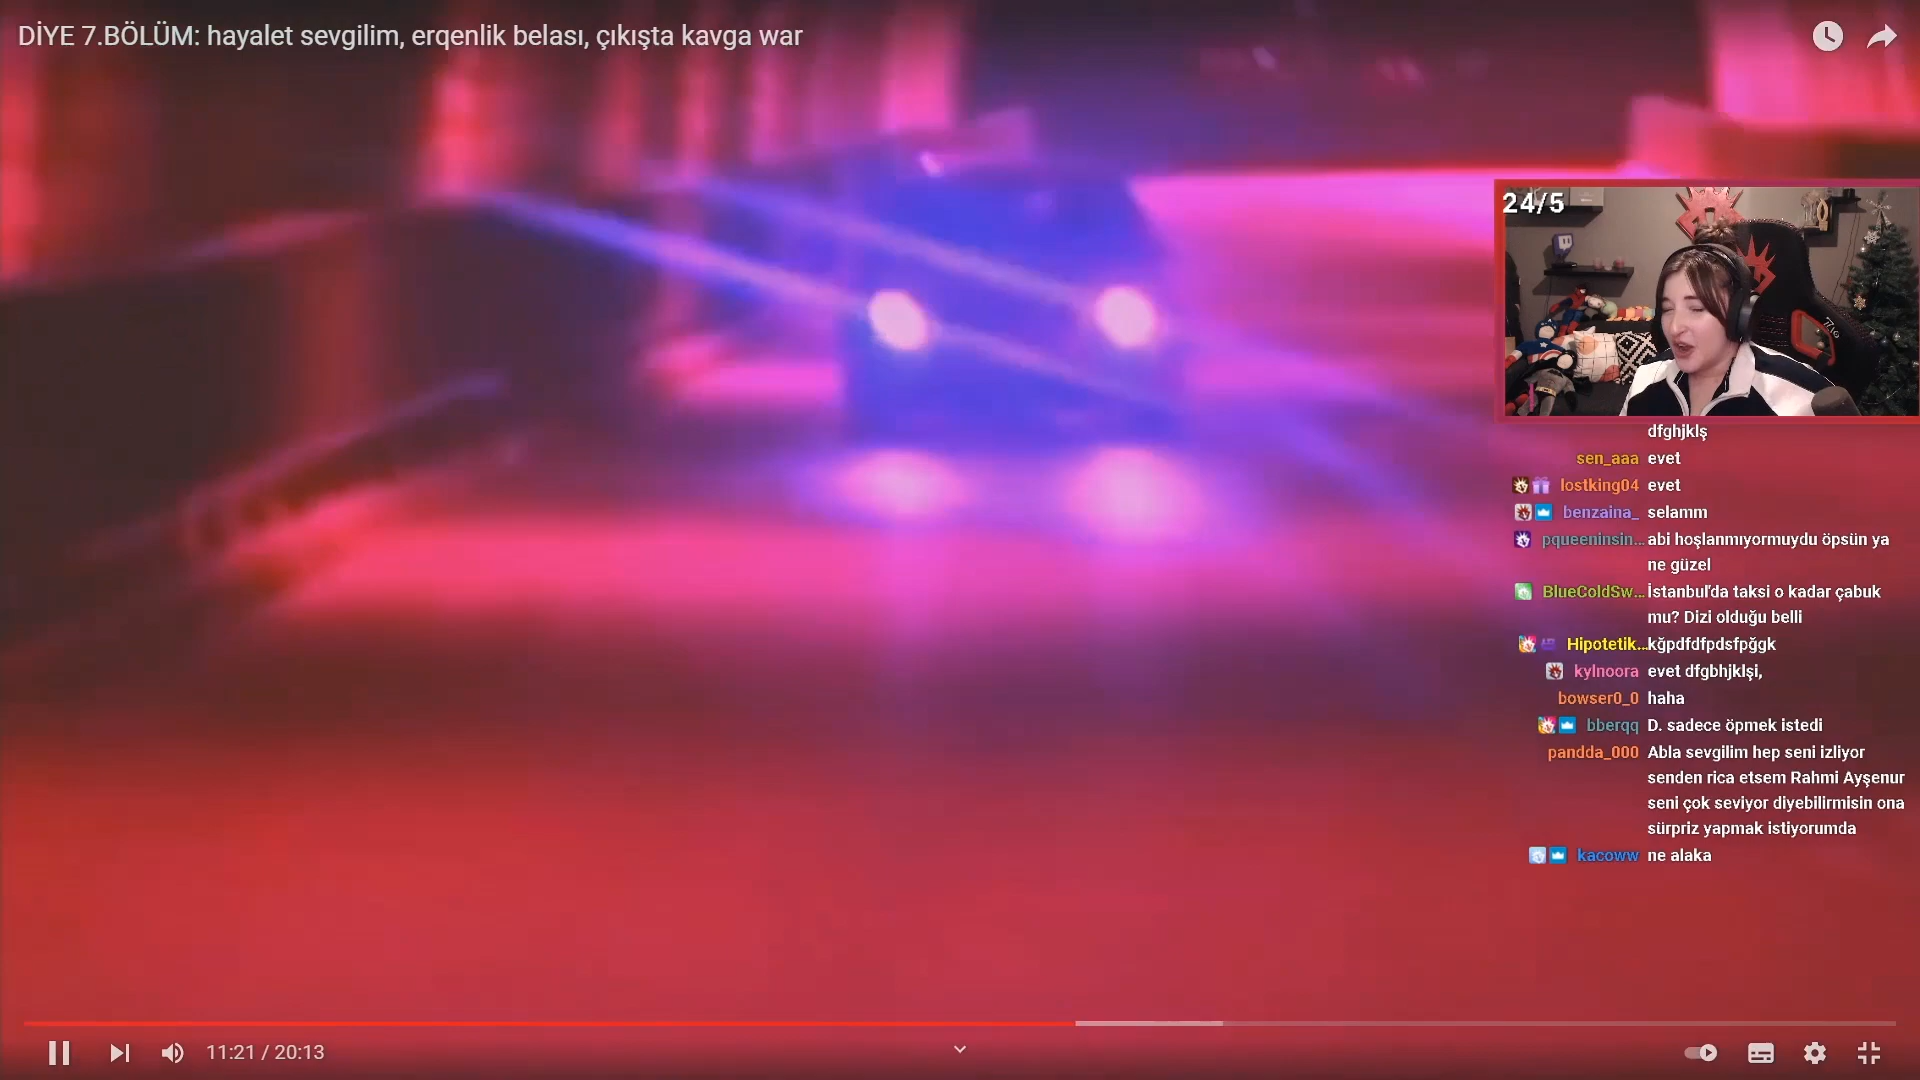 DİYE 7.BÖLÜM: hayalet sevgilim, erqenlik belası, çıkışta kavga war
24/5
dfghjklş
sen_aaa evet
lostking04 evet
benzaina_ selamm
pqueeninsin... abi hoşlanmıyormuydu öpsün ya
ne güzel
BlueColdSw... İstanbul'da taksi o kadar çabuk
mu? Dizi olduğu belli
Hipotetik... kğpdfdfpdsfpğgk
kylnoora evet dfgbhjklşi,
bowser0_0 haha
bberqq D. sadece öpmek istedi
pandda_000 Abla sevgilim hep seni izliyor
senden rica etsem Rahmi Ayşenur
seni çok seviyor diyebilirmisin ona
sürpriz yapmak istiyorumda
kacoww ne alaka
11:21 / 20:13